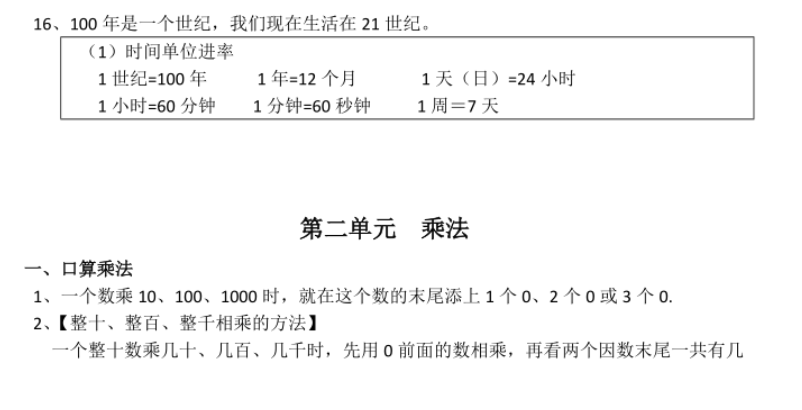 16、100 年是一个世纪，我们现在生活在 21 世纪。
（1）时间单位进率
1 世纪=100 年 1 年=12 个月 1 天（日）=24 小时
1 小时=60 分钟 1 分钟=60 秒钟 1 周＝7 天
第二单元 乘法
一、口算乘法
1、一个数乘 10、100、1000 时，就在这个数的末尾添上 1 个 0、2 个 0 或 3 个 0.
2、【整十、整百、整千相乘的方法】
一个整十数乘几十、几百、几千时，先用 0 前面的数相乘，再看两个因数末尾一共有几